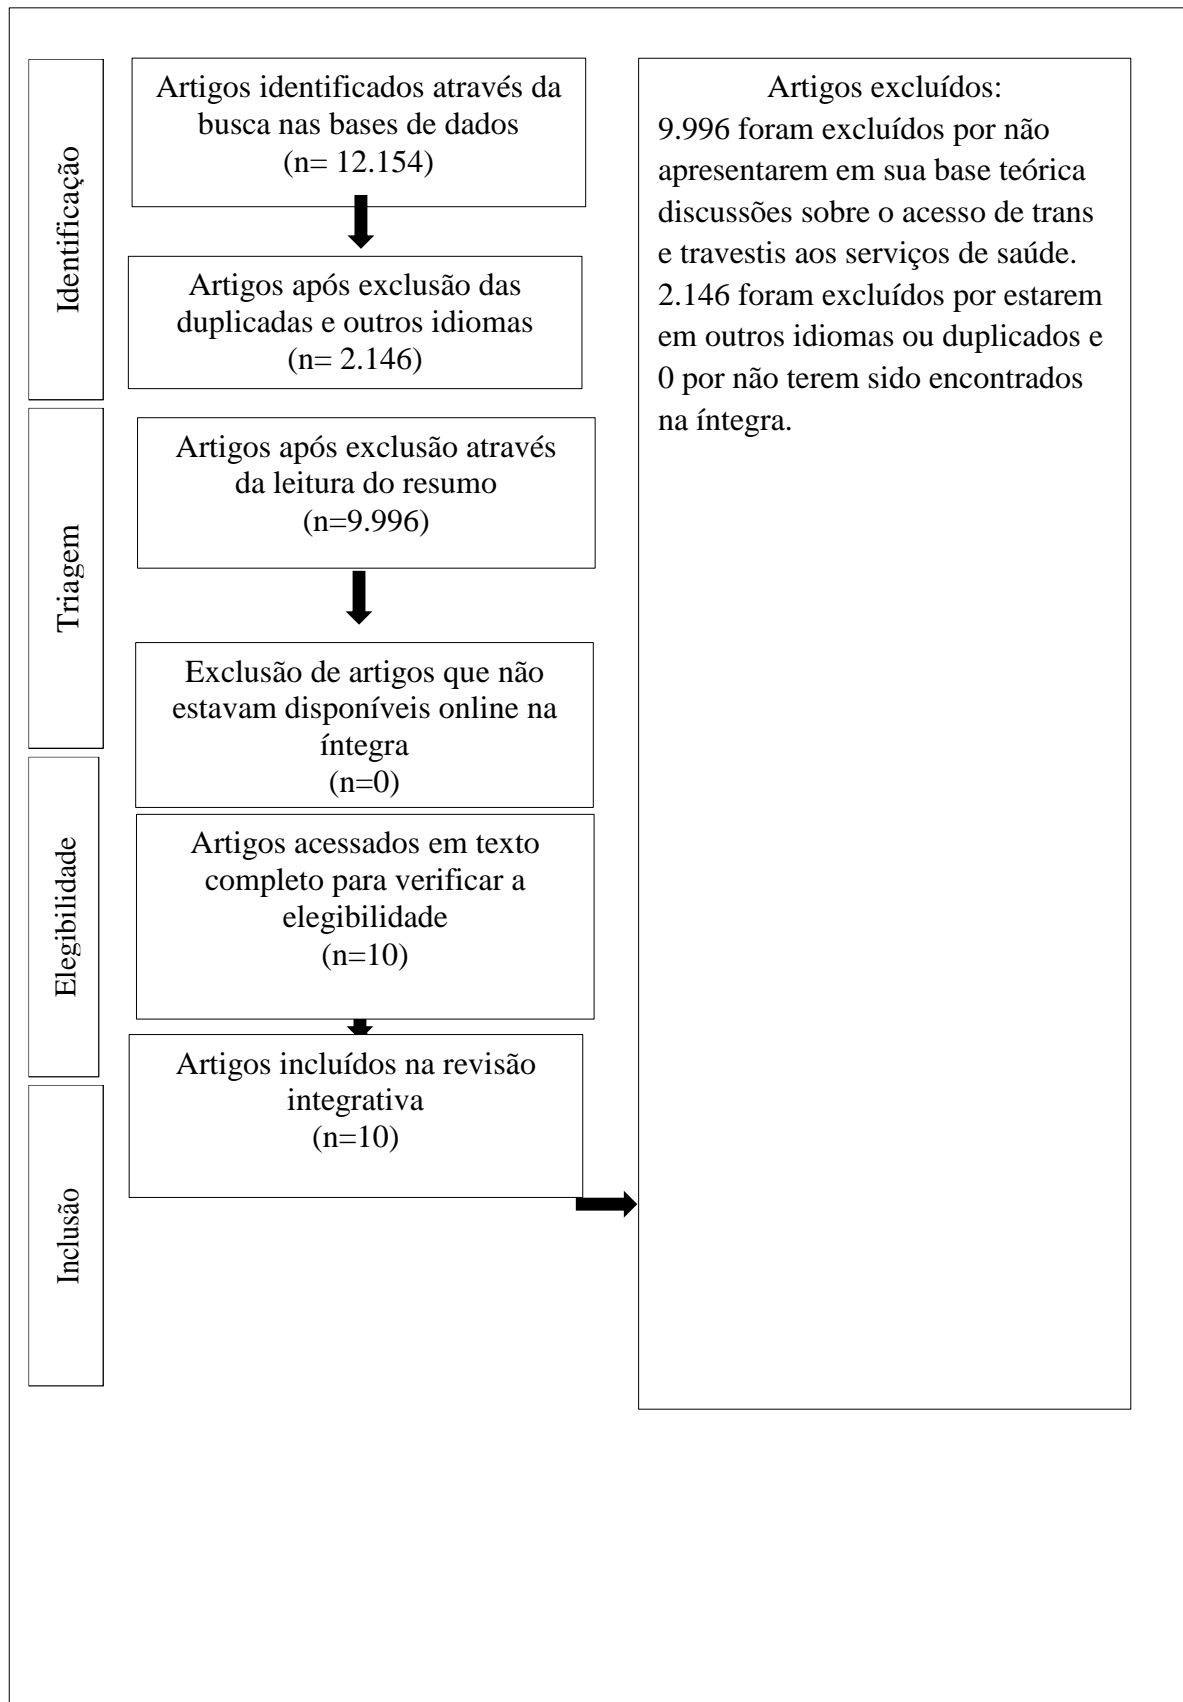 Identificação
Artigos identificados através da
busca nas bases de dados
(n= 12.154)
Artigos após exclusão das
duplicadas e outros idiomas
(n= 2.146)
Triagem
Artigos após exclusão através
da leitura do resumo
(n=9.996)
Exclusão de artigos que não
estavam disponíveis online na
íntegra
(n=0)
Elegibilidade
Artigos acessados em texto
completo para verificar a
elegibilidade
(n=10)
Inclusão
Artigos incluídos na revisão
integrativa
(n=10)
Artigos excluídos:
9.996 foram excluídos por não
apresentarem em sua base teórica
discussões sobre o acesso de trans
e travestis aos serviços de saúde.
2.146 foram excluídos por estarem
em outros idiomas ou duplicados e
0 por não terem sido encontrados
na íntegra.